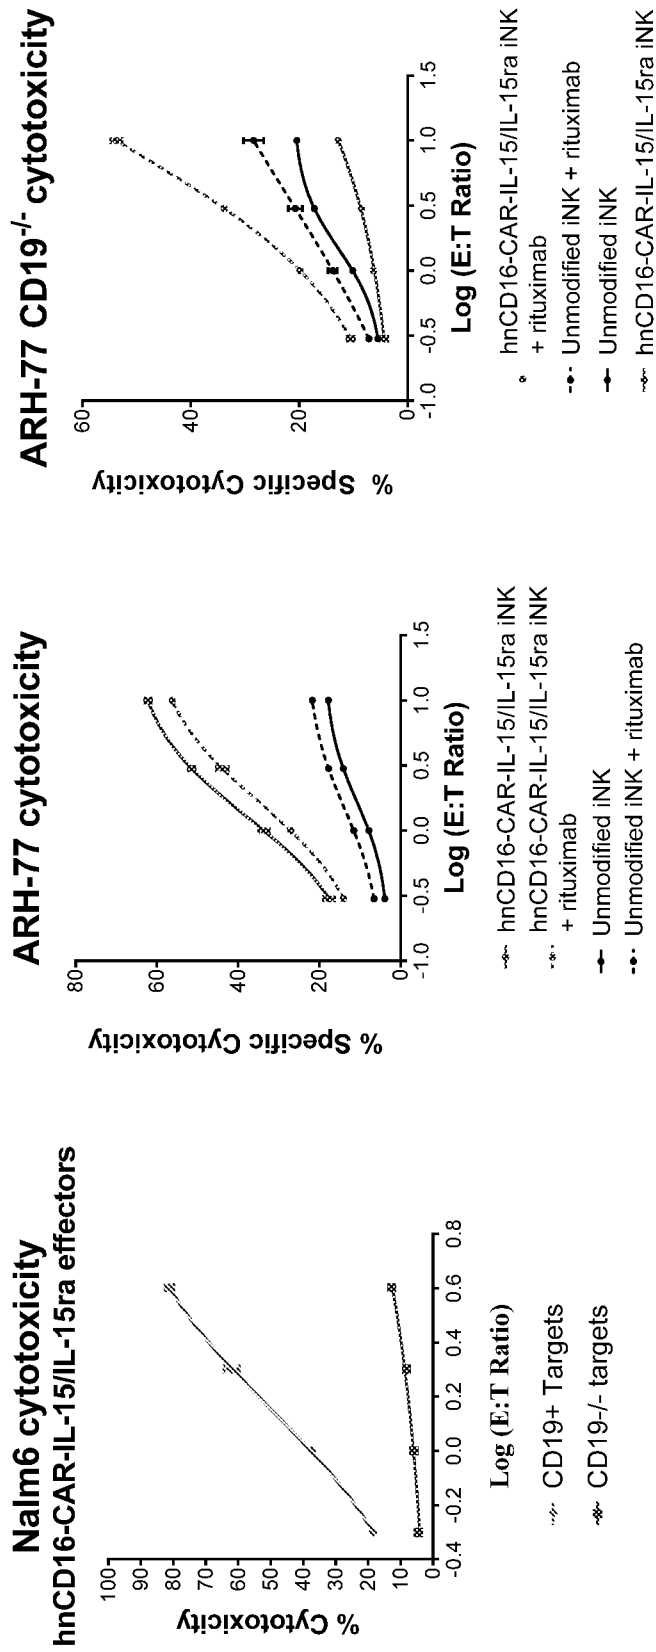 Nalm6 cytotoxicity
hnCD16-CAR-IL-15/IL-15ra effectors
% Cytotoxicity
100
90
80
70
60
50
40
30
20
10
0
-0.4
-0.2
0.0
0.2
0.4
0.6
0.8
Log (E:T Ratio)
CD19+ Targets
CD19-/- targets
ARH-77 cytotoxicity
% Specific Cytotoxicity
80
60
40
20
0
-1.0
-0.5
0.0
0.5
1.0
1.5
Log (E:T Ratio)
hnCD16-CAR-IL-15/IL-15ra iNK
hnCD16-CAR-IL-15/IL-15ra iNK
+ rituximab
Unmodified iNK
Unmodified iNK + rituximab
ARH-77 CD19-/- cytotoxicity
% Specific Cytotoxicity
60
40
20
0
-1.0
-0.5
0.0
0.5
1.0
1.5
Log (E:T Ratio)
hnCD16-CAR-IL-15/IL-15ra iNK
+ rituximab
Unmodified iNK + rituximab
Unmodified iNK
hnCD16-CAR-IL-15/IL-15ra iNK